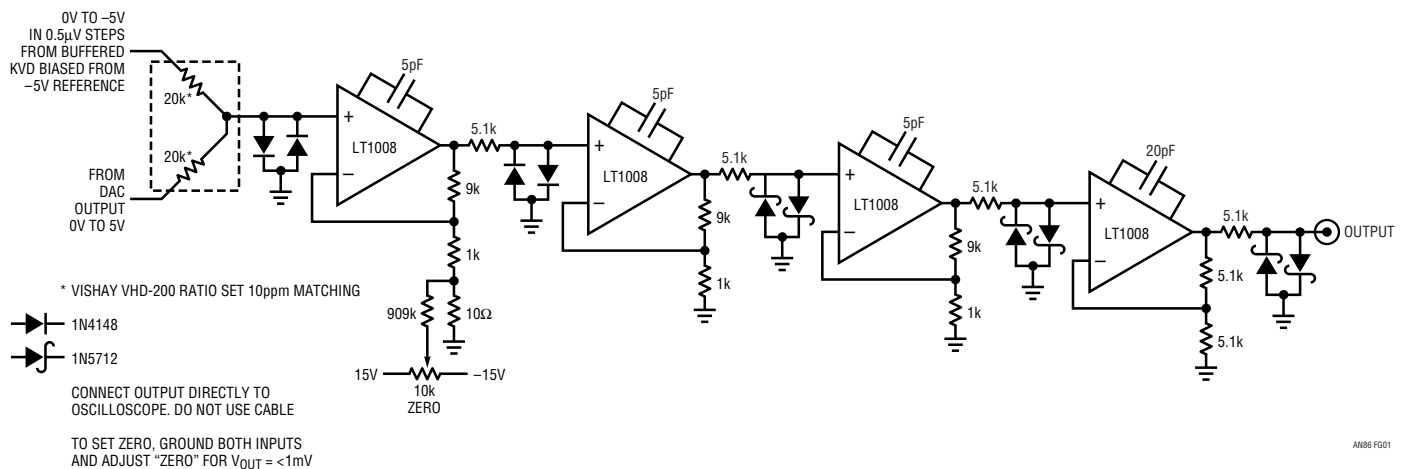 0V TO –5V
IN 0.5µV STEPS
FROM BUFFERED
KVD BIASED FROM
–5V REFERENCE
20k*
20k*
FROM
DAC
OUTPUT
0V TO 5V
5pF
+
LT1008
–
5.1k
9k
1k
909k
10Ω
15V
–15V
10k
ZERO
5pF
+
LT1008
–
5.1k
9k
1k
5pF
+
LT1008
–
5.1k
9k
1k
20pF
+
LT1008
–
5.1k
5.1k
5.1k
OUTPUT
* VISHAY VHD-200 RATIO SET 10ppm MATCHING
1N4148
1N5712
CONNECT OUTPUT DIRECTLY TO
OSCILLOSCOPE. DO NOT USE CABLE
TO SET ZERO, GROUND BOTH INPUTS
AND ADJUST “ZERO” FOR VOUT = <1mV
AN86 FG01